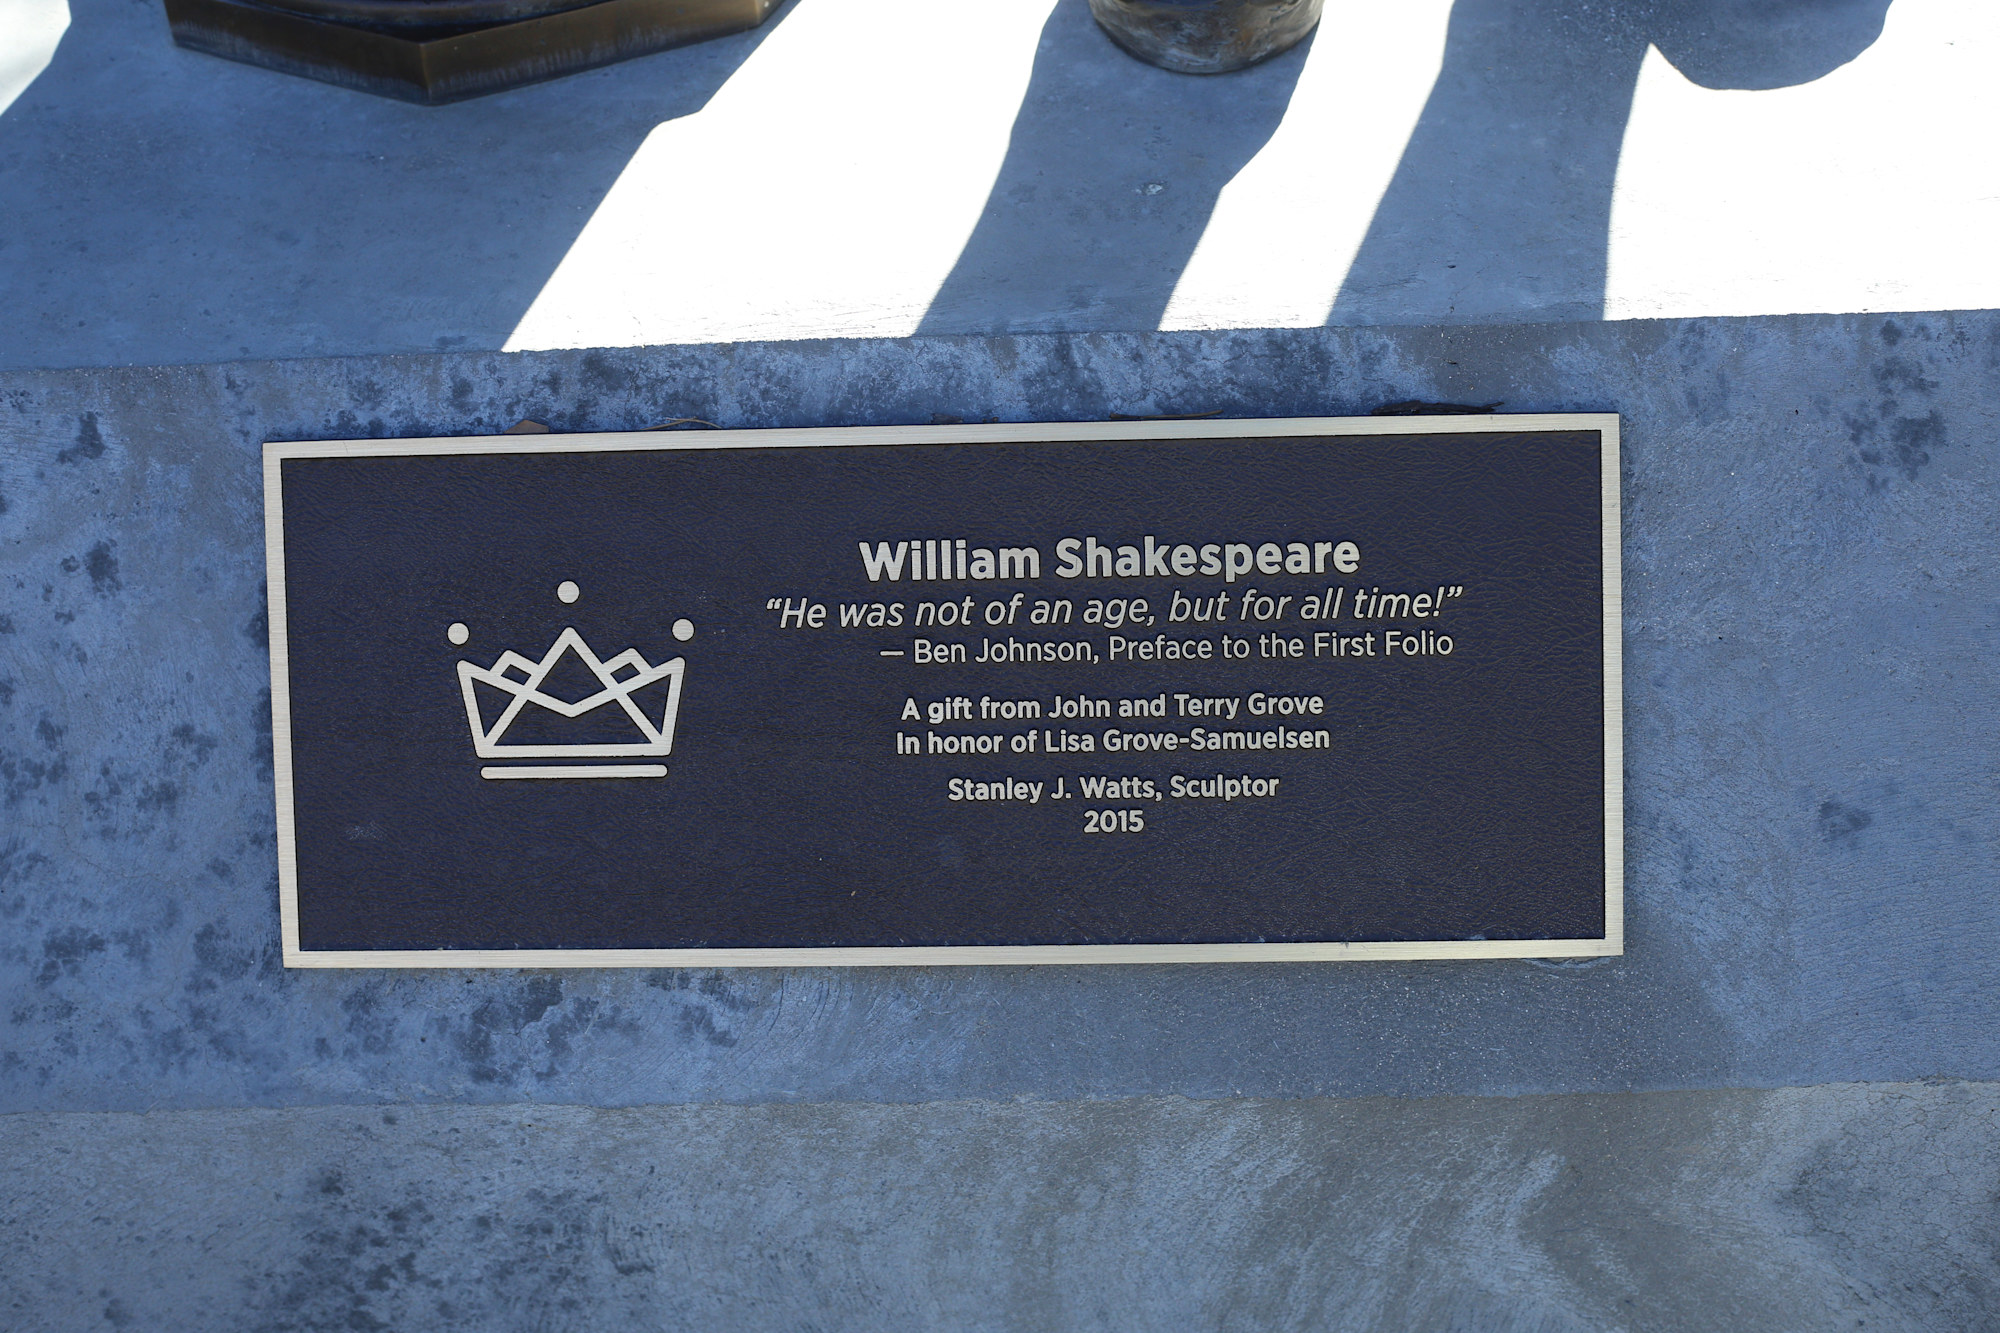 William Shakespeare
“He was not of an age, but for all time!”
— Ben Johnson, Preface to the First Folio
A gift from John and Terry Grove
In honor of Lisa Grove-Samuelsen
Stanley J. Watts, Sculptor
2015